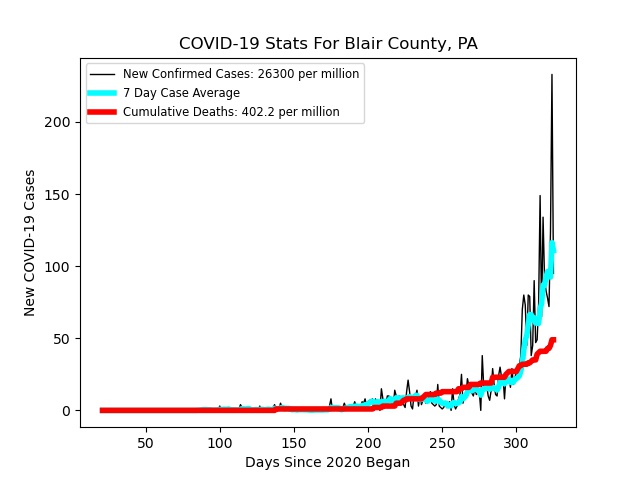 COVID-19 Stats For Blair County, PA
New Confirmed Cases: 26300 per million
7 Day Case Average
Cumulative Deaths: 402.2 per million
New COVID-19 Cases
200
150
100
50
0
50 100 150 200 250 300
Days Since 2020 Began